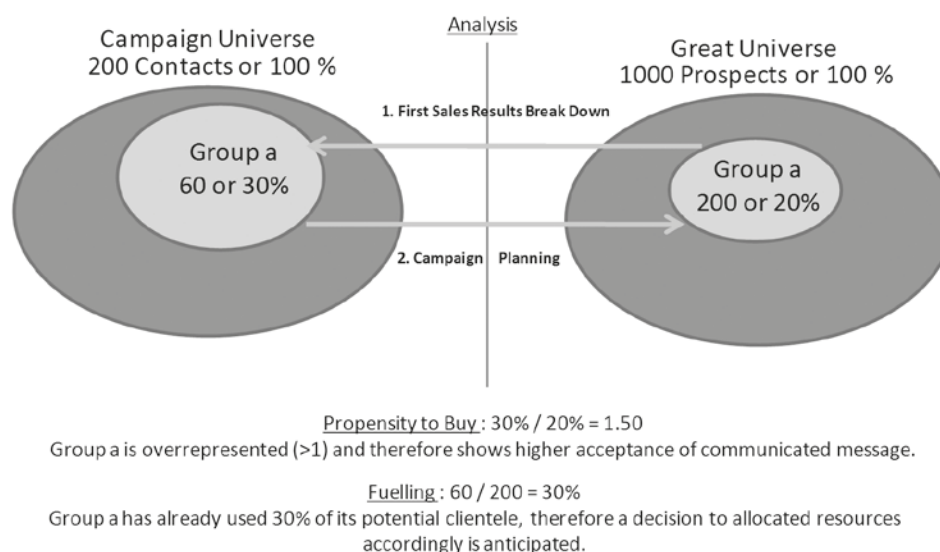 Analysis
Campaign Universe
200 Contacts or 100 %
Great Universe
1000 Prospects or 100 %
1. First Sales Results Break Down
Group a
60 or 30%
Group a
200 or 20%
2. Campaign Planning
Propensity to Buy : 30% / 20% = 1.50
Group a is overrepresented (>1) and therefore shows higher acceptance of communicated message.
Fuelling : 60 / 200 = 30%
Group a has already used 30% of its potential clientele, therefore a decision to allocated resources
accordingly is anticipated.